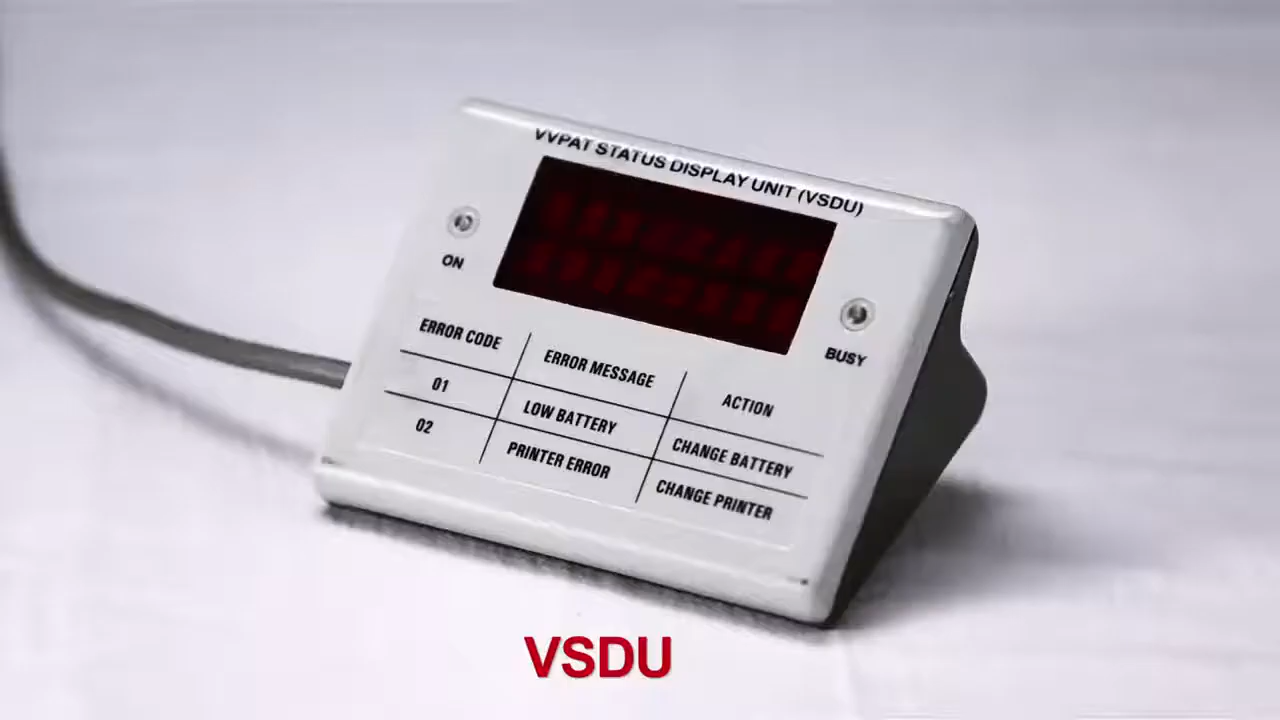 VVPAT STATUS DISPLAY UNIT (VSDU)
ON
BUSY
ERROR CODE ERROR MESSAGE ACTION
01 LOW BATTERY CHANGE BATTERY
02 PRINTER ERROR CHANGE PRINTER
VSDU